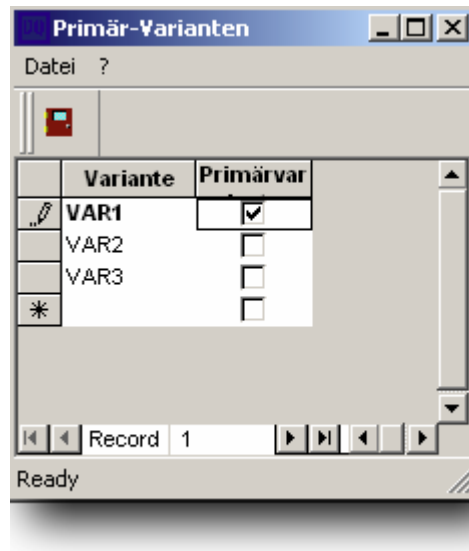 Primär-Varianten
Datei ?
Variante Primärvar
VAR1
VAR2
VAR3
Record 1
Ready